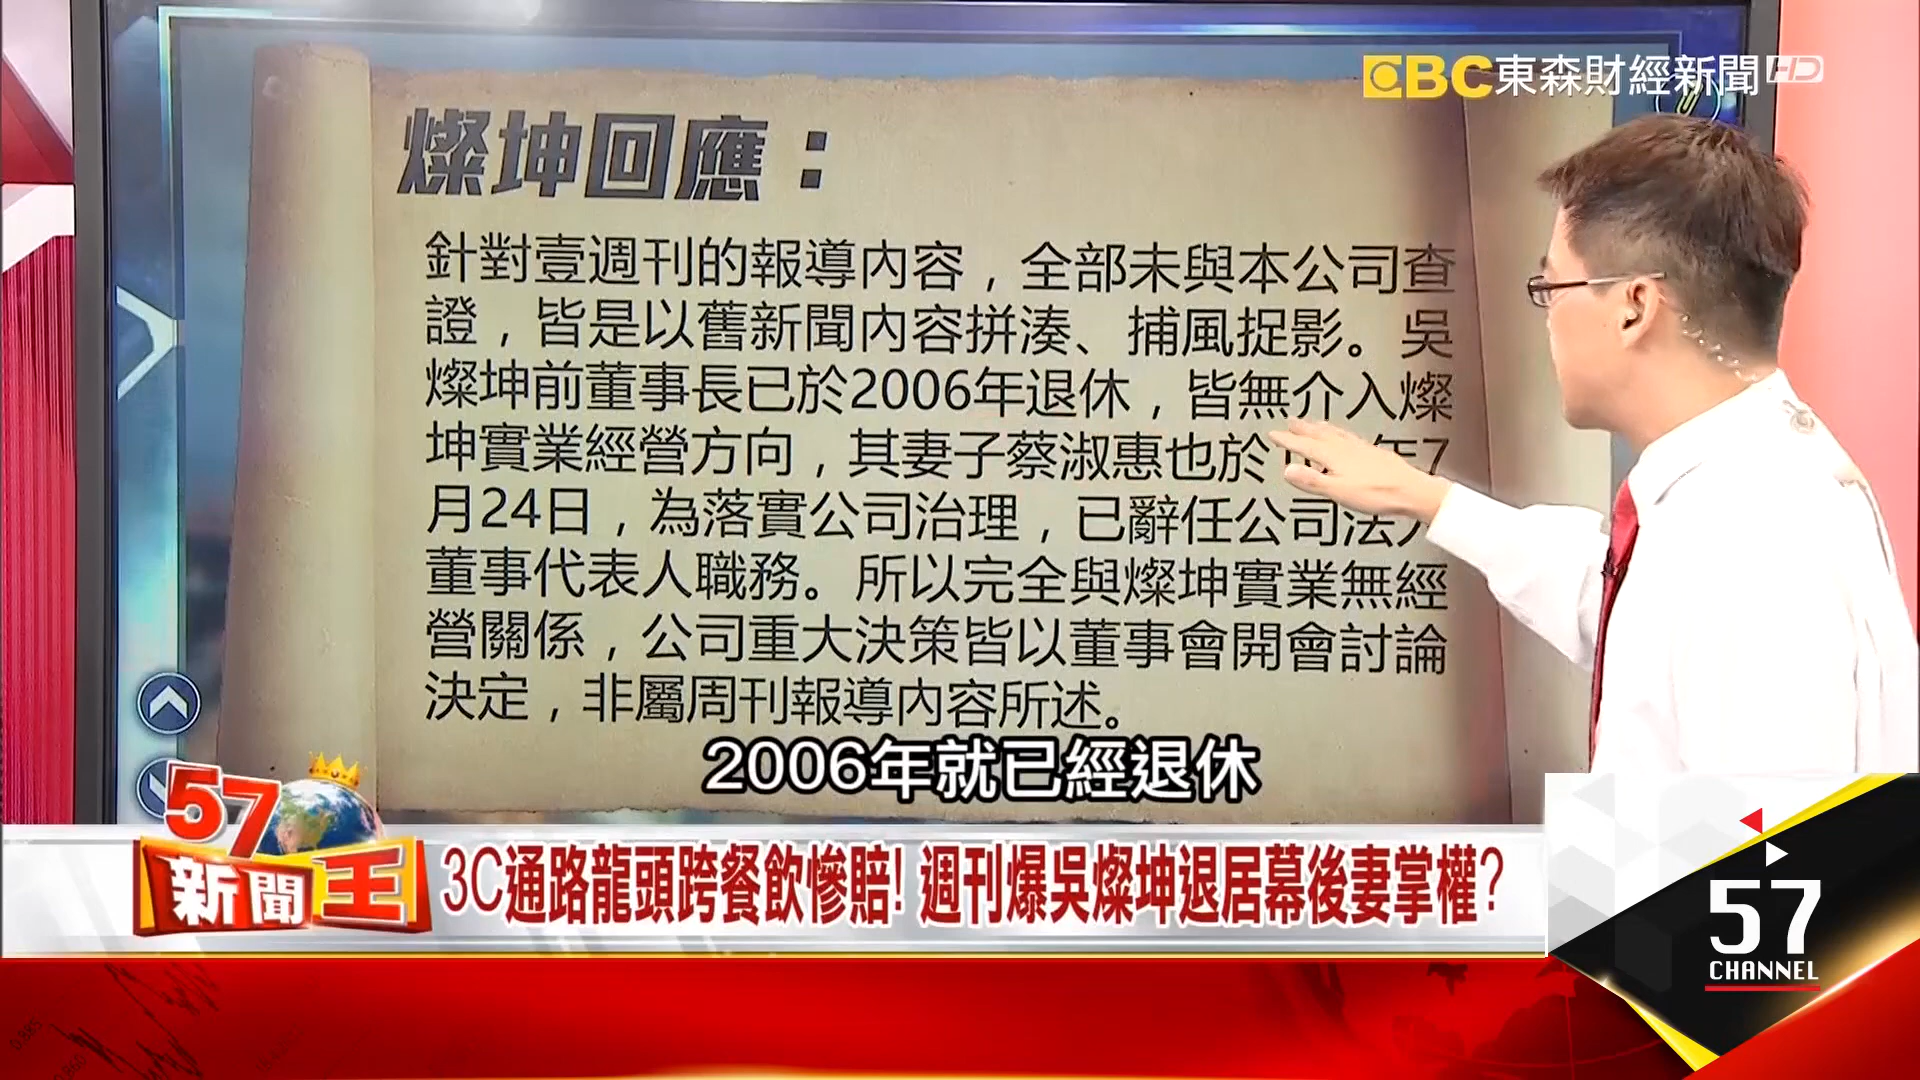 EBC東森財經新聞HD
燦坤回應：
針對壹週刊的報導內容，全部未與本公司查
證，皆是以舊新聞內容拼湊、捕風捉影。吳
燦坤前董事長已於2006年退休，皆無介入燦
坤實業經營方向，其妻子蔡淑惠也於 年7
月24日，為落實公司治理，已辭任公司法人
董事代表人職務。所以完全與燦坤實業無經
營關係，公司重大決策皆以董事會開會討論
決定，非屬周刊報導內容所述。
2006年就已經退休
57
新聞王
3C通路龍頭跨餐飲慘賠！週刊爆吳燦坤退居幕後妻掌權？
57
CHANNEL